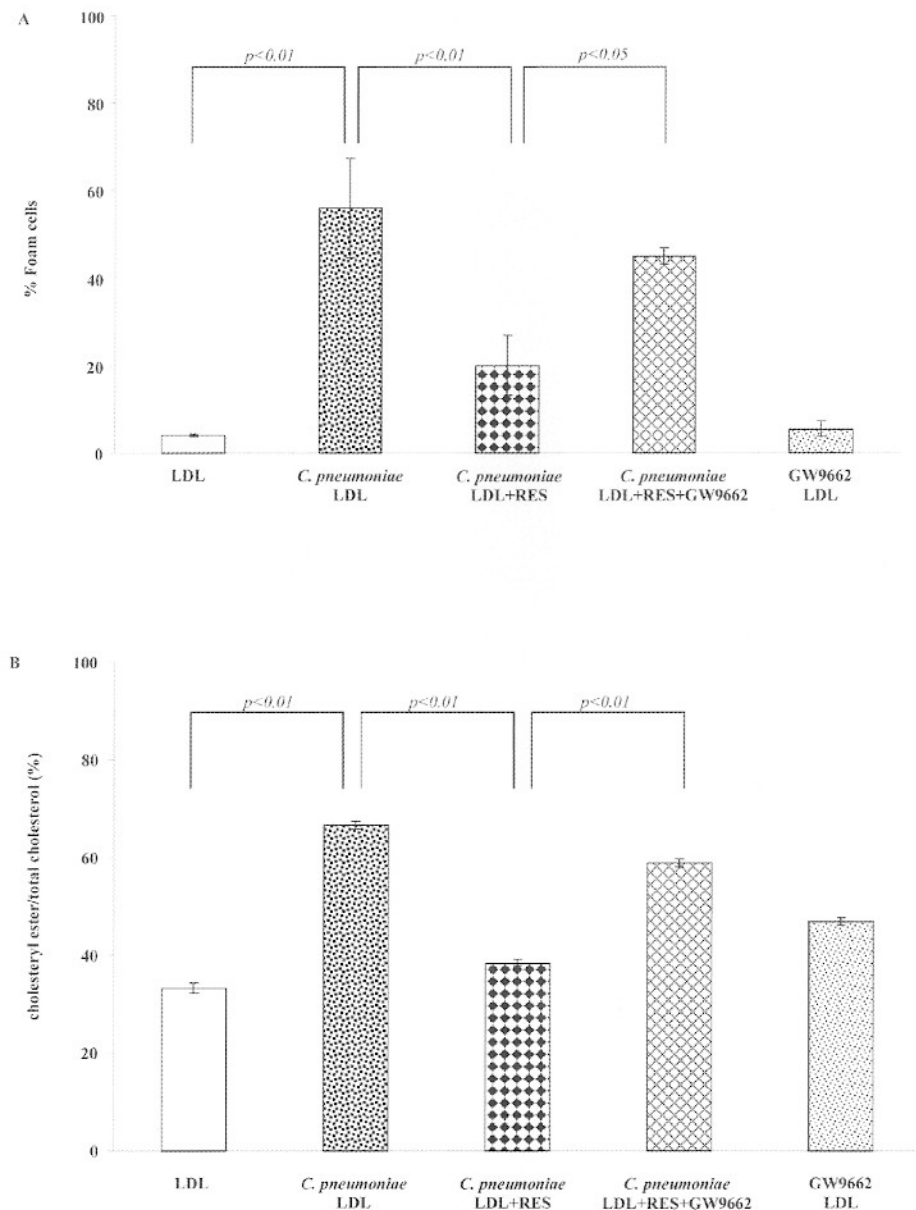 A
100
80
60
40
20
0
% Foam cells
p<0.01
p<0.01
p<0.05
LDL
C. pneumoniae
LDL
C. pneumoniae
LDL+RES
C. pneumoniae
LDL+RES+GW9662
GW9662
LDL
B
100
80
60
40
20
0
cholesteryl ester/total cholesterol (%)
p<0.01
p<0.01
p<0.01
LDL
C. pneumoniae
LDL
C. pneumoniae
LDL+RES
C. pneumoniae
LDL+RES+GW9662
GW9662
LDL